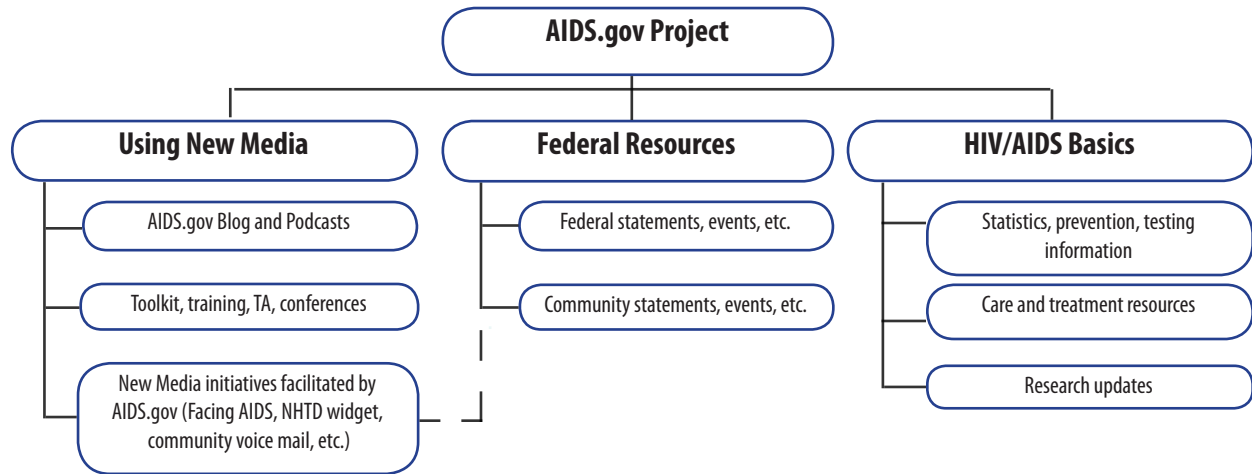 AIDS.gov Project
Using New Media
Federal Resources
HIV/AIDS Basics
AIDS.gov Blog and Podcasts
Toolkit, training, TA, conferences
New Media initiatives facilitated by
AIDS.gov (Facing AIDS, NHTD widget,
community voice mail, etc.)
Federal statements, events, etc.
Community statements, events, etc.
Statistics, prevention, testing
information
Care and treatment resources
Research updates